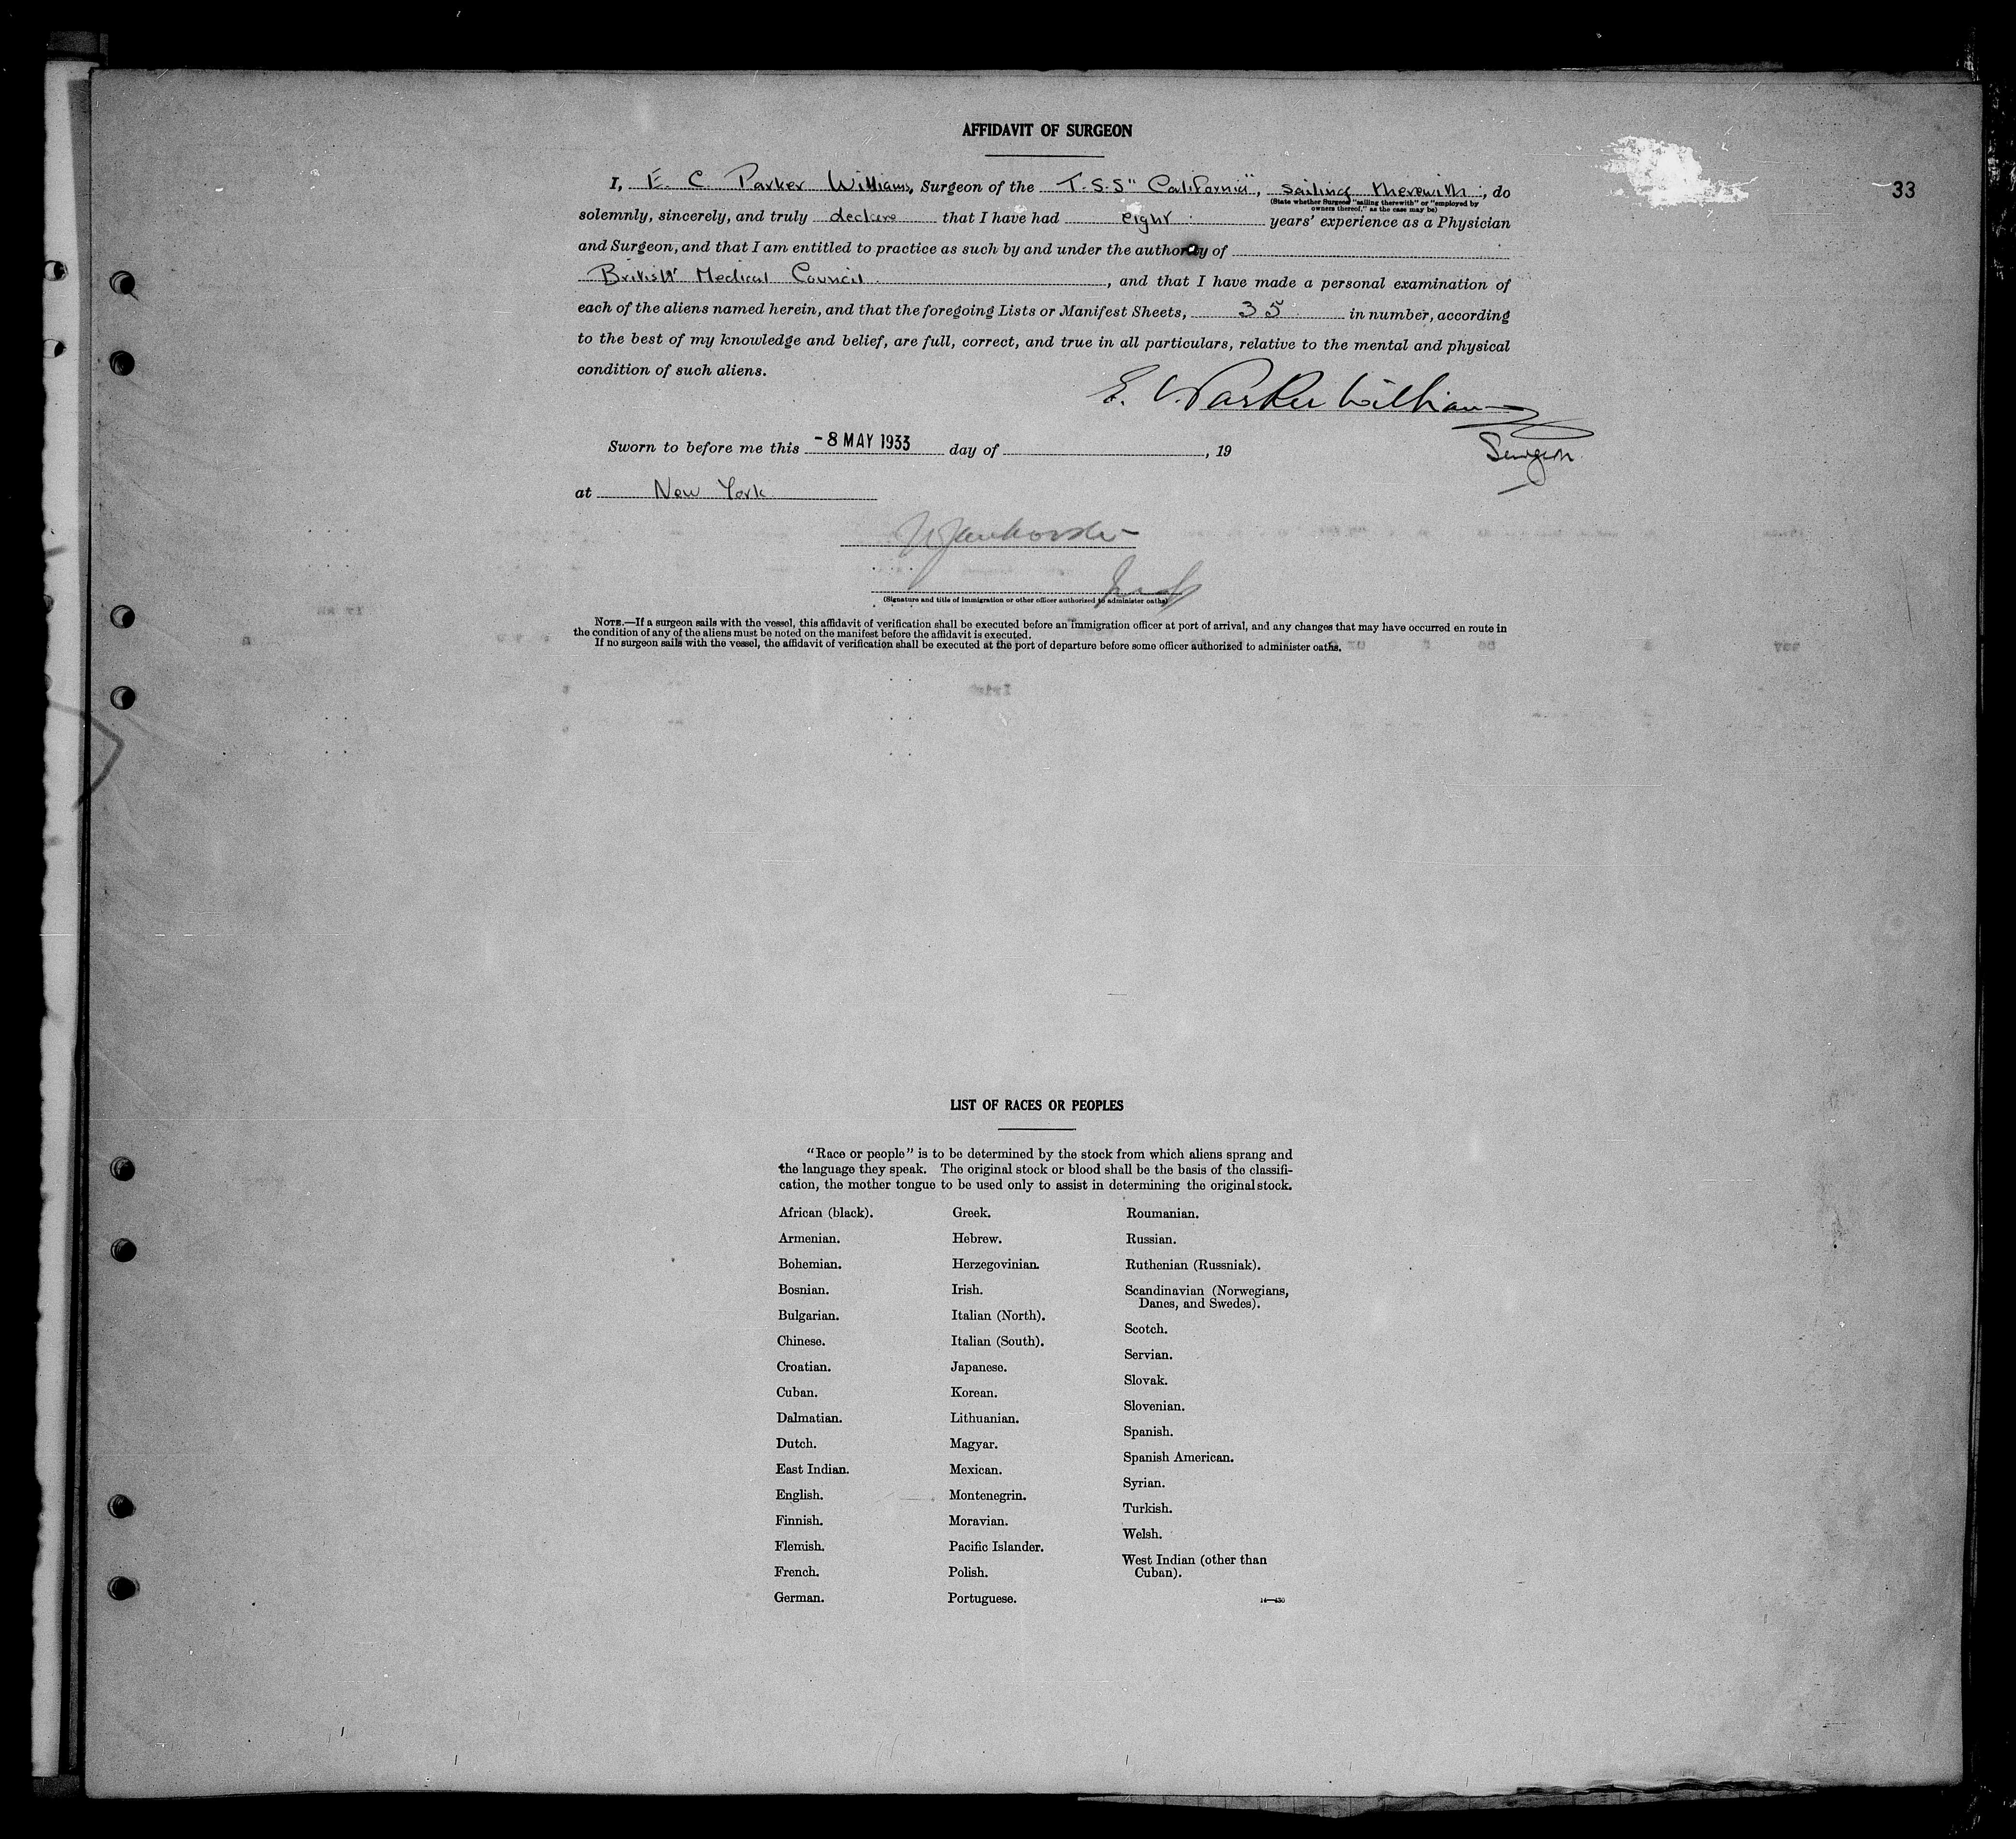 AFFIDAVIT OF SURGEON
33
I, E. C. Parker Williams, Surgeon of the T.S.S "California", sailing therewith, do
(State whether Surgeon "sailing therewith" or "employed by
owners thereof," as the case may be)
solemnly, sincerely, and truly declare that I have had eight years' experience as a Physician
and Surgeon, and that I am entitled to practice as such by and under the authority of
British Medical Council, and that I have made a personal examination of
each of the aliens named herein, and that the foregoing Lists or Manifest Sheets, 35 in number, according
to the best of my knowledge and belief, are full, correct, and true in all particulars, relative to the mental and physical
condition of such aliens.
E. C. Parker Williams
Surgeon
Sworn to before me this -8 MAY 1933 day of , 19
at New York
(Signature and title of immigration or other officer authorized to administer oaths)
NOTE.—If a surgeon sails with the vessel, this affidavit of verification shall be executed before an immigration officer at port of arrival, and any changes that may have occurred en route in
the condition of any of the aliens must be noted on the manifest before the affidavit is executed.
If no surgeon sails with the vessel, the affidavit of verification shall be executed at the port of departure before some officer authorized to administer oaths.
LIST OF RACES OR PEOPLES
"Race or people" is to be determined by the stock from which aliens sprang and
the language they speak. The original stock or blood shall be the basis of the classifi-
cation, the mother tongue to be used only to assist in determining the original stock.
African (black).
Armenian.
Bohemian.
Bosnian.
Bulgarian.
Chinese.
Croatian.
Cuban.
Dalmatian.
Dutch.
East Indian.
English.
Finnish.
Flemish.
French.
German.
Greek.
Hebrew.
Herzegovinian.
Irish.
Italian (North).
Italian (South).
Japanese.
Korean.
Lithuanian.
Magyar.
Mexican.
Montenegrin.
Moravian.
Pacific Islander.
Polish.
Portuguese.
Roumanian.
Russian.
Ruthenian (Russniak).
Scandinavian (Norwegians,
Danes, and Swedes).
Scotch.
Servian.
Slovak.
Slovenian.
Spanish.
Spanish American.
Syrian.
Turkish.
Welsh.
West Indian (other than
Cuban).